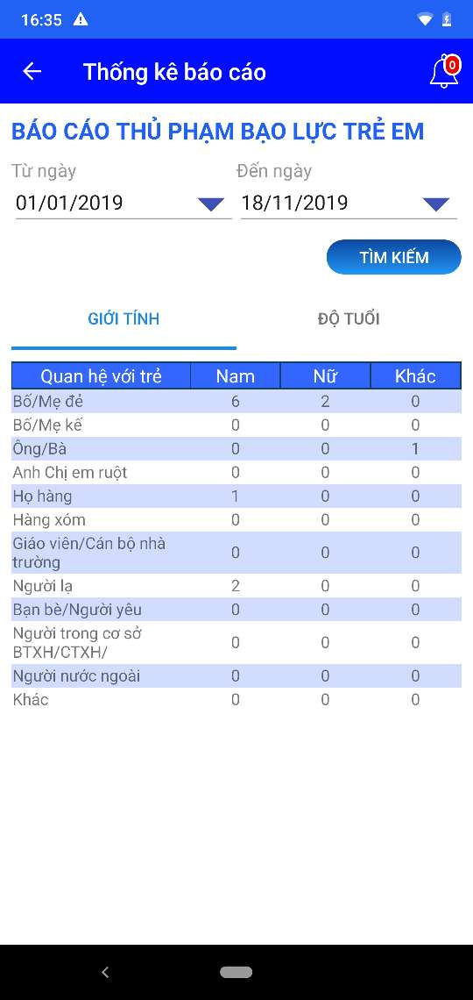 16:35
Thống kê báo cáo
0
BÁO CÁO THỦ PHẠM BẠO LỰC TRẺ EM
Từ ngày Đến ngày
01/01/2019 18/11/2019
TÌM KIẾM
GIỚI TÍNH ĐỘ TUỔI
Quan hệ với trẻ Nam Nữ Khác
Bố/Mẹ đẻ 6 2 0
Bố/Mẹ kế 0 0 0
Ông/Bà 0 0 1
Anh Chị em ruột 0 0 0
Họ hàng 1 0 0
Hàng xóm 0 0 0
Giáo viên/Cán bộ nhà
trường 0 0 0
Người lạ 2 0 0
Bạn bè/Người yêu 0 0 0
Người trong cơ sở
BTXH/CTXH/ 0 0 0
Người nước ngoài 0 0 0
Khác 0 0 0